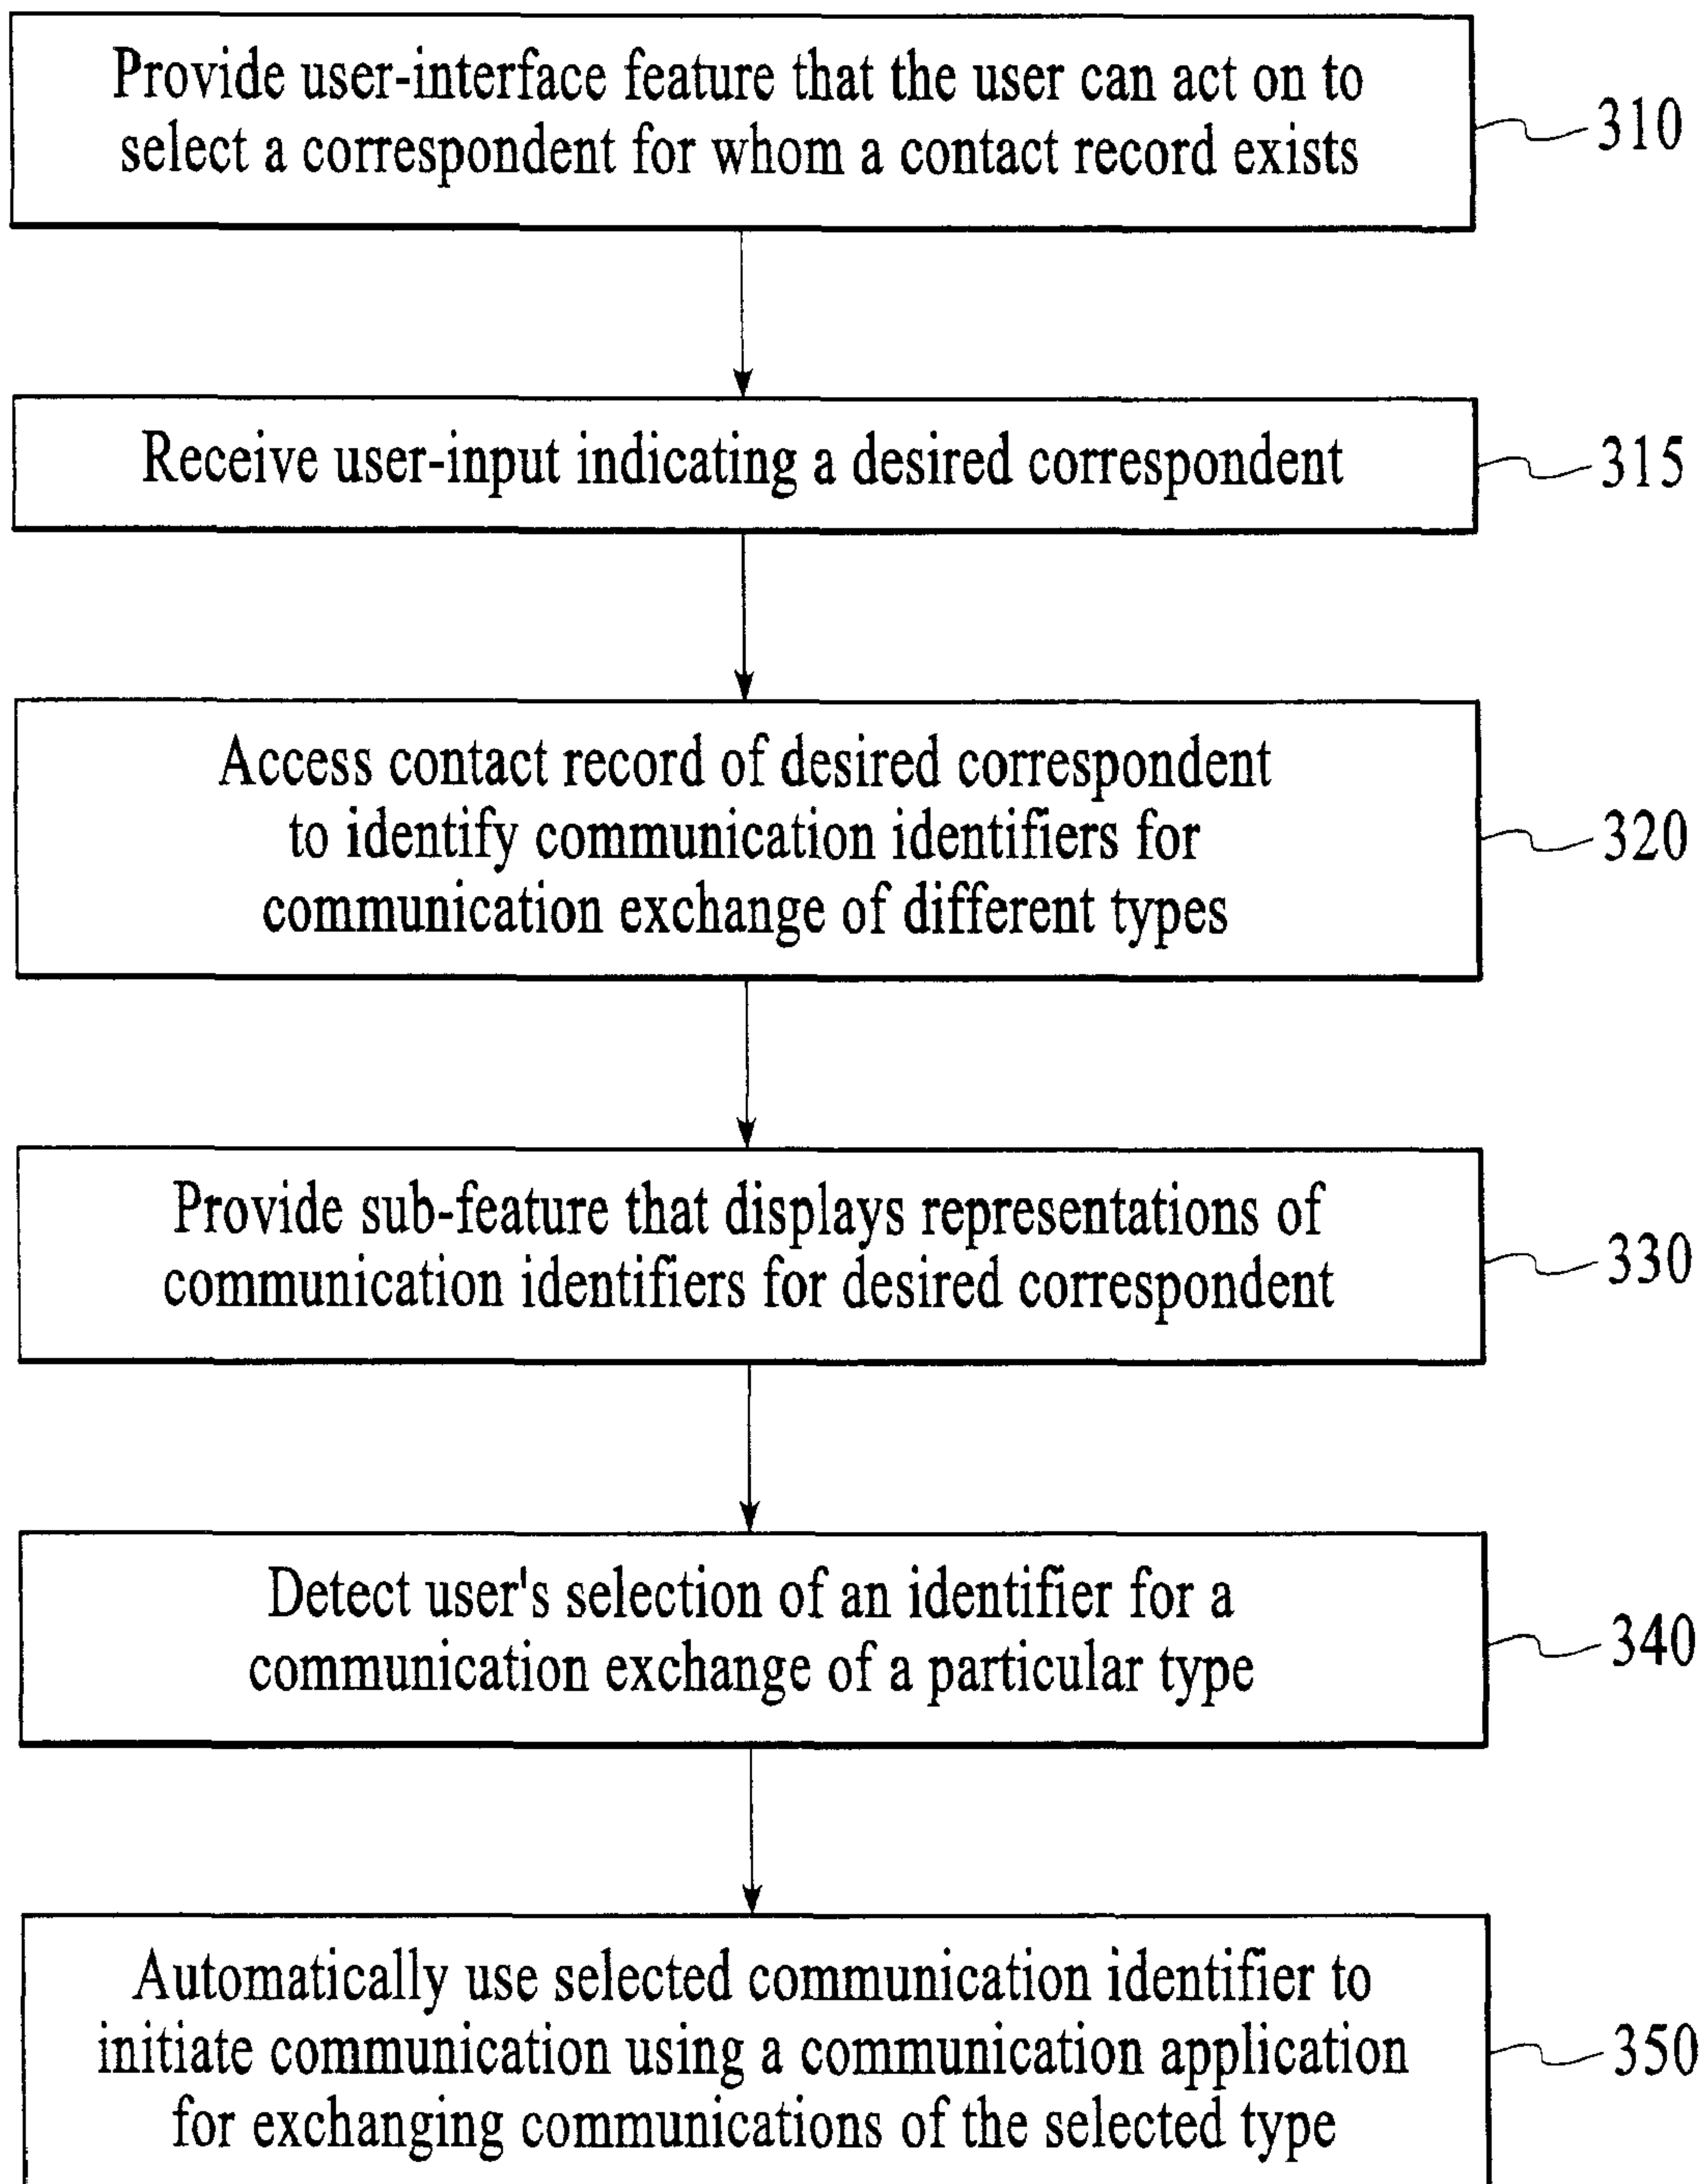 Provide user-interface feature that the user can act on to
select a correspondent for whom a contact record exists
310
Receive user-input indicating a desired correspondent
315
Access contact record of desired correspondent
to identify communication identifiers for
communication exchange of different types
320
Provide sub-feature that displays representations of
communication identifiers for desired correspondent
330
Detect user's selection of an identifier for a
communication exchange of a particular type
340
Automatically use selected communication identifier to
initiate communication using a communication application
for exchanging communications of the selected type
350